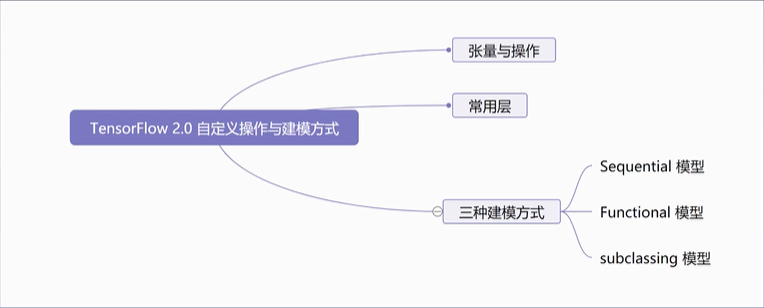 张量与操作
常用层
TensorFlow 2.0 自定义操作与建模方式
Sequential 模型
三种建模方式
Functional 模型
subclassing 模型